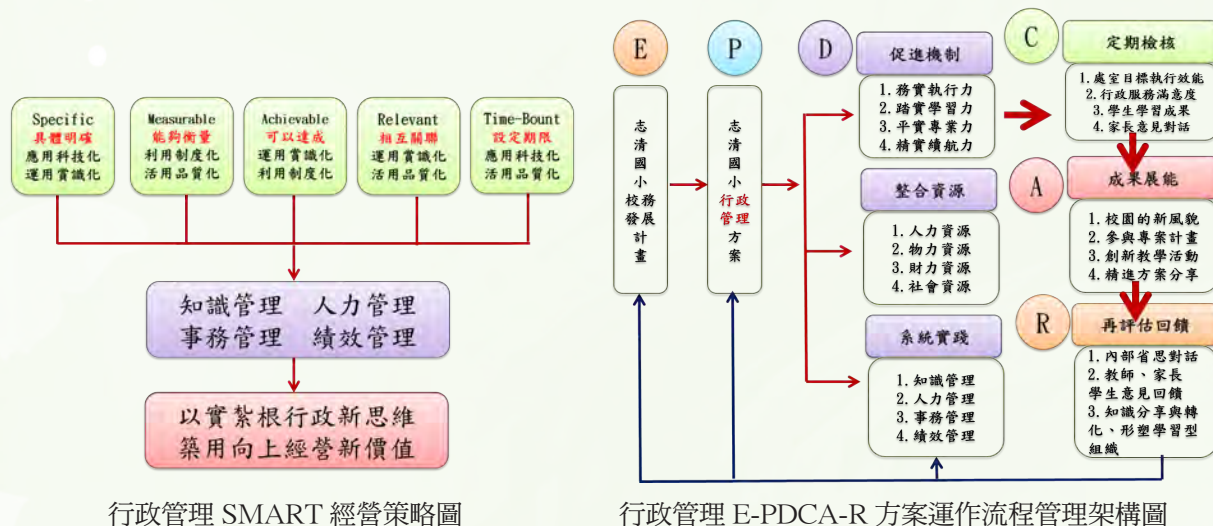 Specific
具體明確
應用科技化
運用賞識化
Measurable
能夠衡量
利用制度化
活用品質化
Achievable
可以達成
運用賞識化
利用制度化
Relevant
相互關聯
運用賞識化
活用品質化
Time-Bount
設定期限
應用科技化
活用品質化
知識管理 人力管理
事務管理 績效管理
以實紮根行政新思維
築用向上經營新價值
行政管理 SMART 經營策略圖
E
志清國小校務發展計畫
P
志清國小行政管理方案
D
促進機制
1. 務實執行力
2. 踏實學習力
3. 平實專業力
4. 精實續航力
整合資源
1. 人力資源
2. 物力資源
3. 財力資源
4. 社會資源
系統實踐
1. 知識管理
2. 人力管理
3. 事務管理
4. 績效管理
C
定期檢核
1. 處室目標執行效能
2. 行政服務滿意度
3. 學生學習成果
4. 家長意見對話
A
成果展能
1. 校園的新風貌
2. 參與專案計畫
3. 創新教學活動
4. 精進方案分享
R
再評估回饋
1. 內部省思對話
2. 教師、家長
學生意見回饋
3. 知識分享與轉
化、形塑學習型
組織
行政管理 E-PDCA-R 方案運作流程管理架構圖